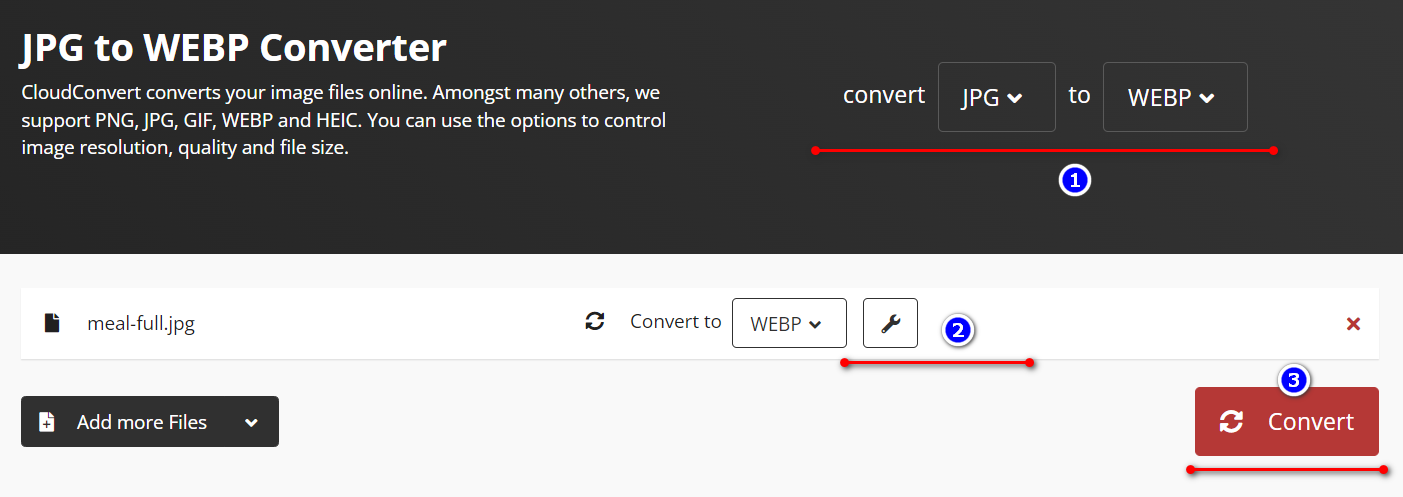 JPG to WEBP Converter
CloudConvert converts your image files online. Amongst many others, we
support PNG, JPG, GIF, WEBP and HEIC. You can use the options to control
image resolution, quality and file size.
convert JPG to WEBP
1
meal-full.jpg Convert to WEBP
2
3
Add more Files
Convert